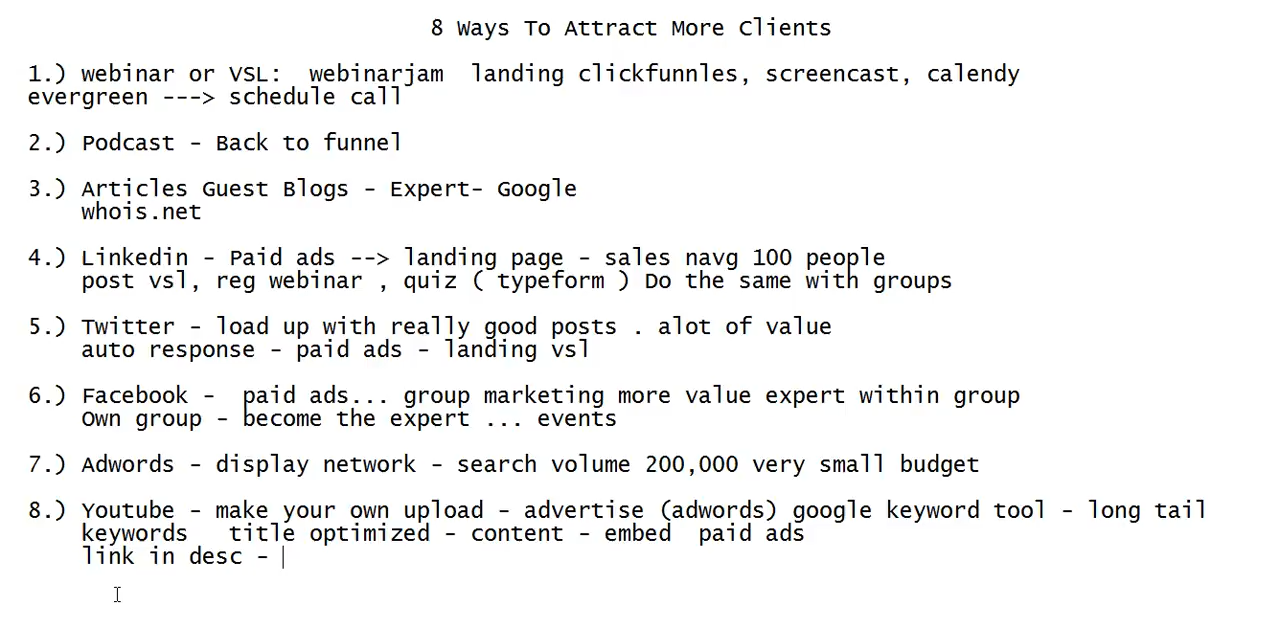 8 Ways To Attract More Clients
1.) webinar or VSL: webinarjam landing clickfunnles, screencast, calendy
evergreen ---> schedule call
2.) Podcast - Back to funnel
3.) Articles Guest Blogs - Expert- Google
whois.net
4.) Linkedin - Paid ads --> landing page - sales navg 100 people
post vsl, reg webinar , quiz ( typeform ) Do the same with groups
5.) Twitter - load up with really good posts . alot of value
auto response - paid ads - landing vsl
6.) Facebook - paid ads... group marketing more value expert within group
Own group - become the expert ... events
7.) Adwords - display network - search volume 200,000 very small budget
8.) Youtube - make your own upload - advertise (adwords) google keyword tool - long tail
keywords title optimized - content - embed paid ads
link in desc -